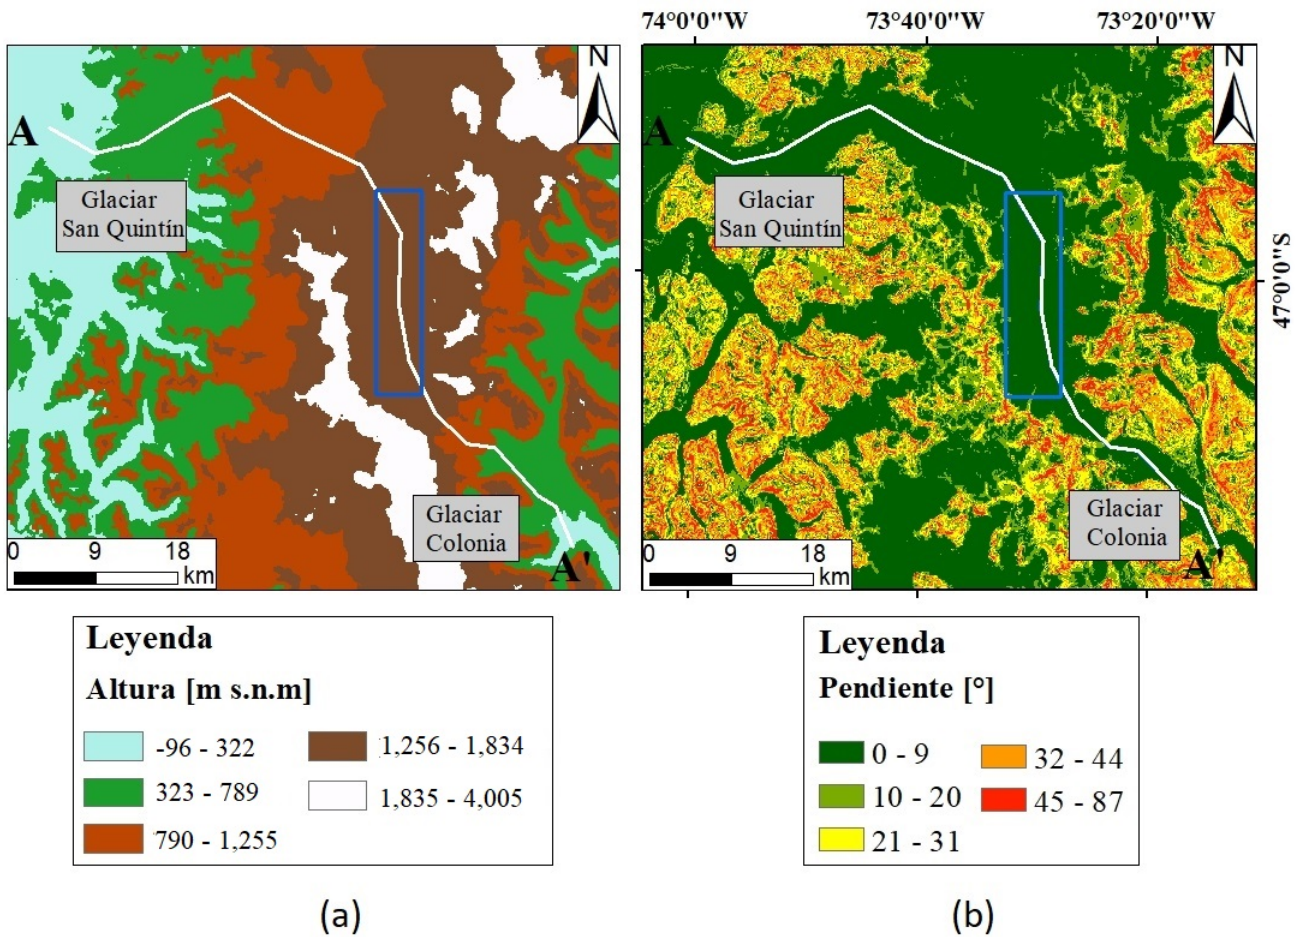 74°0'0"W 73°40'0"W 73°20'0"W
N
A
Glaciar
San Quintín
Glaciar
Colonia
A'
0 9 18
km
N
A
Glaciar
San Quintín
47°0'0"S
Glaciar
Colonia
A'
0 9 18
km
Leyenda
Altura [m s.n.m]
-96 - 322
323 - 789
790 - 1,255
1,256 - 1,834
1,835 - 4,005
Leyenda
Pendiente [°]
0 - 9
10 - 20
21 - 31
32 - 44
45 - 87
(a)
(b)